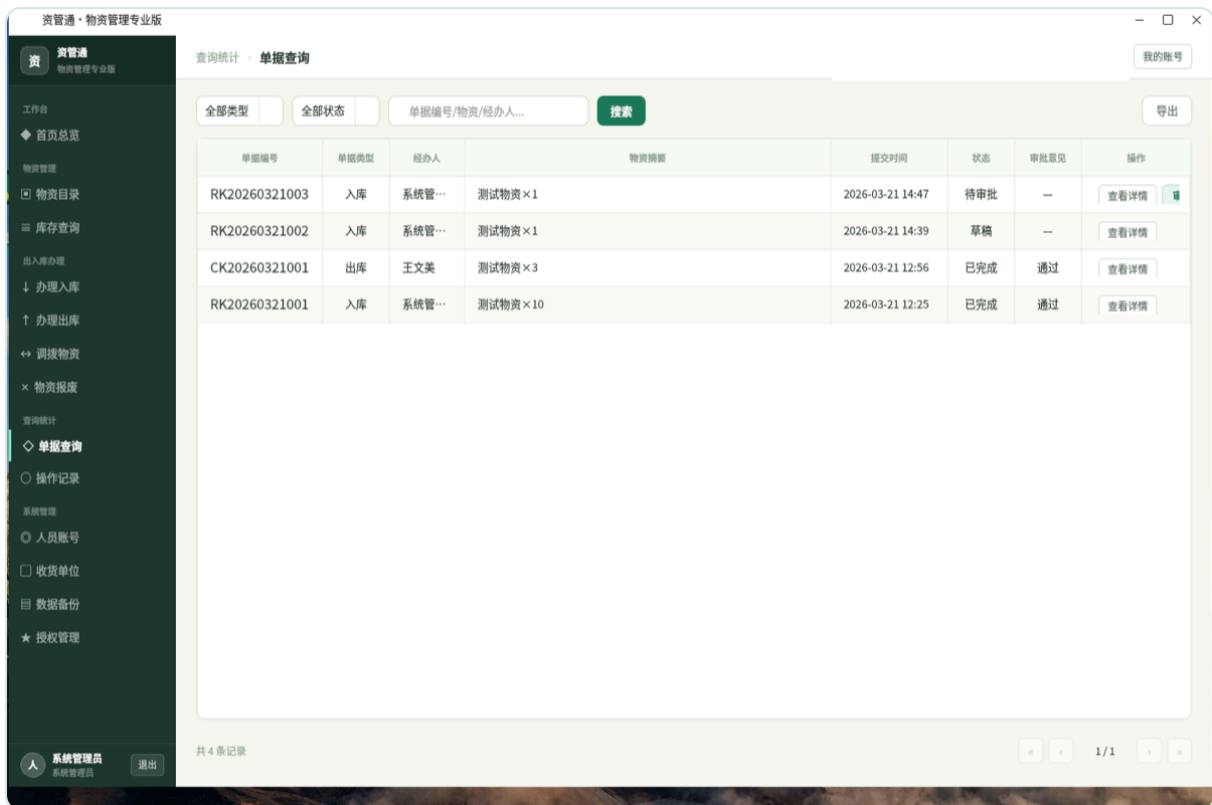 资管通·物资管理专业版
资
资管通
物资管理专业版
查询统计 › 单据查询
我的账号
工作台
首页总览
物资管理
物资目录
库存查询
出入库办理
办理入库
办理出库
调拨物资
物资报废
查询统计
单据查询
操作记录
系统管理
人员账号
收货单位
数据备份
授权管理
人
系统管理员
系统管理员
退出
全部类型 全部状态 单据编号/物资/经办人... 搜索 导出
单据编号 单据类型 经办人 物资摘要 提交时间 状态 审批意见 操作
RK20260321003 入库 系统管… 测试物资×1 2026-03-21 14:47 待审批 — 查看详情
RK20260321002 入库 系统管… 测试物资×1 2026-03-21 14:39 草稿 — 查看详情
CK20260321001 出库 王文美 测试物资×3 2026-03-21 12:56 已完成 通过 查看详情
RK20260321001 入库 系统管… 测试物资×10 2026-03-21 12:25 已完成 通过 查看详情
共 4 条记录
« ‹ 1 / 1 › »